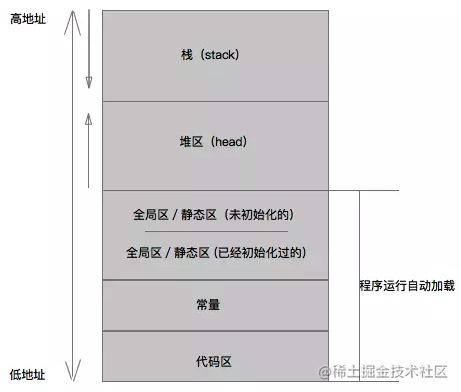 高地址
栈（stack）
堆区（head）
全局区 / 静态区（未初始化的）
全局区 / 静态区 (已经初始化过的)
程序运行自动加载
常量
代码区
低地址
@稀土掘金技术社区